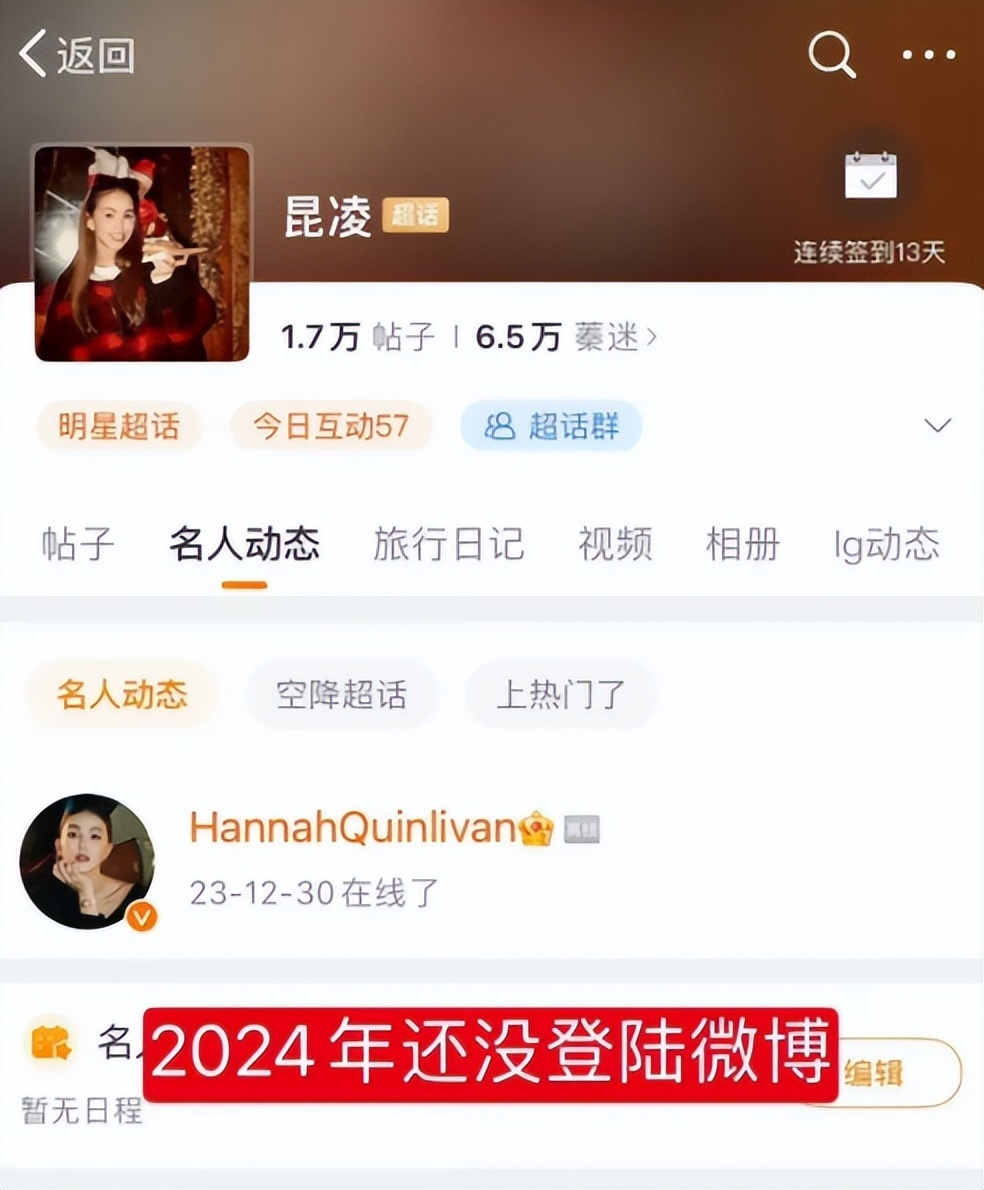 返回
昆凌 超话
连续签到13天
1.7万 帖子 | 6.5万 蓁迷
明星超话 今日互动57 超话群
帖子 名人动态 旅行日记 视频 相册 Ig动态
名人动态 空降超话 上热门了
HannahQuinlivan
23-12-30在线了
名
2024年还没登陆微博
编辑
暂无日程